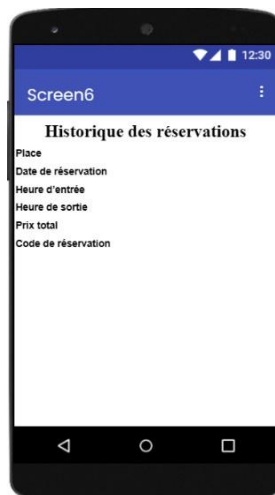 12:30
Screen6
Historique des réservations
Place
Date de réservation
Heure d'entrée
Heure de sortie
Prix total
Code de réservation